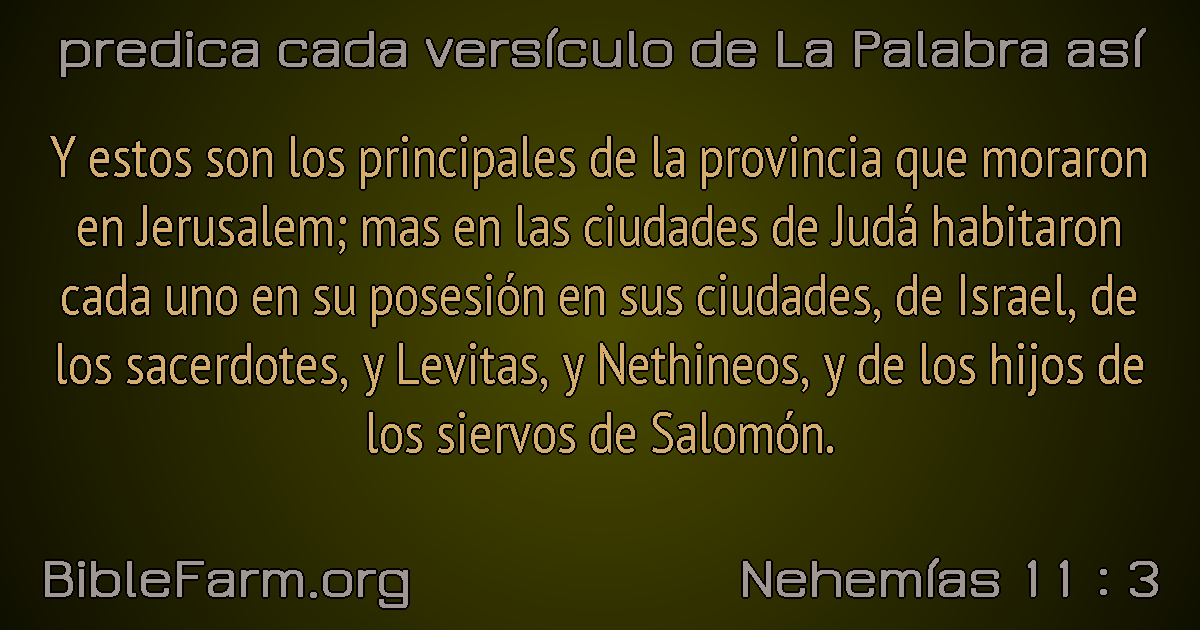 predica cada versículo de La Palabra así
Y estos son los principales de la provincia que moraron
en Jerusalem; mas en las ciudades de Judá habitaron
cada uno en su posesión en sus ciudades, de Israel, de
los sacerdotes, y Levitas, y Nethineos, y de los hijos de
los siervos de Salomón.
BibleFarm.org
Nehemías 11 : 3